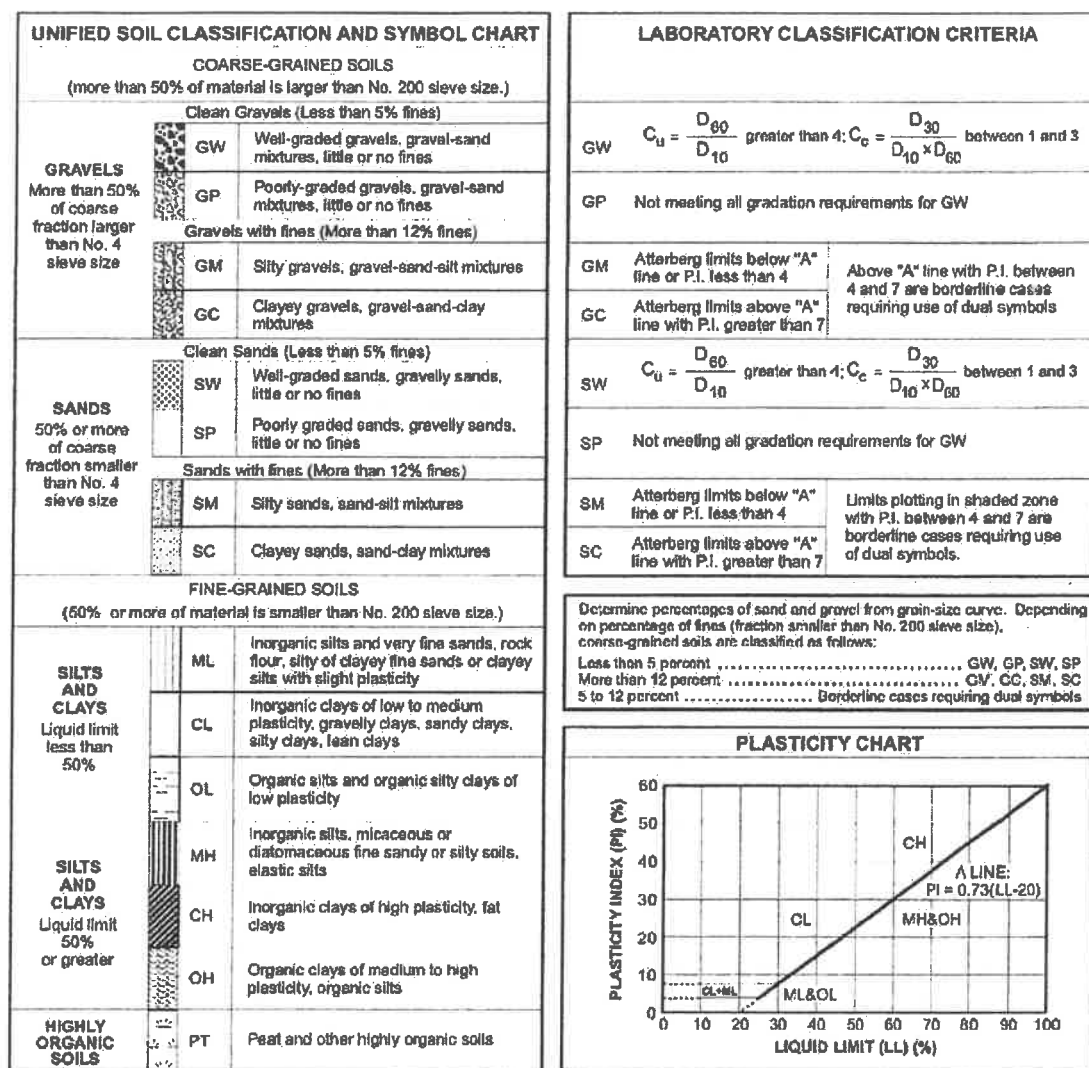 UNIFIED SOIL CLASSIFICATION AND SYMBOL CHART
COARSE-GRAINED SOILS
(more than 50% of material is larger than No. 200 sieve size.)
Clean Gravels (Less than 5% fines)
GRAVELS
More than 50%
of coarse
fraction larger
than No. 4
sieve size
GW
Well-graded gravels, gravel-sand
mixtures, little or no fines
GP
Poorly-graded gravels, gravel-sand
mixtures, little or no fines
Gravels with fines (More than 12% fines)
GM
Silty gravels, gravel-sand-silt mixtures
GC
Clayey gravels, gravel-sand-clay
mixtures
Clean Sands (Less than 5% fines)
SANDS
50% or more
of coarse
fraction smaller
than No. 4
sieve size
SW
Well-graded sands, gravelly sands,
little or no fines
SP
Poorly graded sands, gravelly sands,
little or no fines
Sands with fines (More than 12% fines)
SM
Silty sands, sand-silt mixtures
SC
Clayey sands, sand-clay mixtures
FINE-GRAINED SOILS
(50% or more of material is smaller than No. 200 sieve size.)
SILTS
AND
CLAYS
Liquid limit
less than
50%
ML
Inorganic silts and very fine sands, rock
flour, silty of clayey fine sands or clayey
silts with slight plasticity
CL
Inorganic clays of low to medium
plasticity, gravelly clays, sandy clays,
silty clays, lean clays
OL
Organic silts and organic silty clays of
low plasticity
SILTS
AND
CLAYS
Liquid limit
50%
or greater
MH
Inorganic silts, micaceous or
diatomaceous fine sandy or silty soils,
elastic silts
CH
Inorganic clays of high plasticity, fat
clays
OH
Organic clays of medium to high
plasticity, organic silts
HIGHLY
ORGANIC
SOILS
PT
Peat and other highly organic soils
LABORATORY CLASSIFICATION CRITERIA
GW
Cu = D60 / D10 greater than 4; Cc = D30 / D10 x D60 between 1 and 3
GP
Not meeting all gradation requirements for GW
GM
Atterberg limits below "A"
line or P.I. less than 4
GC
Atterberg limits above "A"
line with P.I. greater than 7
Above "A" line with P.I. between
4 and 7 are borderline cases
requiring use of dual symbols
SW
Cu = D60 / D10 greater than 4; Cc = D30 / D10 x D60 between 1 and 3
SP
Not meeting all gradation requirements for GW
SM
Atterberg limits below "A"
line or P.I. less than 4
SC
Atterberg limits above "A"
line with P.I. greater than 7
Limits plotting in shaded zone
with P.I. between 4 and 7 are
borderline cases requiring use
of dual symbols.
Determine percentages of sand and gravel from grain-size curve. Depending
on percentage of fines (fraction smaller than No. 200 sieve size),
coarse-grained soils are classified as follows:
Less than 5 percent .................................... GW, GP, SW, SP
More than 12 percent .................................. GM, GC, SM, SC
5 to 12 percent ................... Borderline cases requiring dual symbols
PLASTICITY CHART
PLASTICITY INDEX (PI) (%)
60
50
40
30
20
10
0
CH
A LINE:
PI = 0.73(LL-20)
CL
MH&OH
CL+ML
ML&OL
0 10 20 30 40 50 60 70 80 90 100
LIQUID LIMIT (LL) (%)